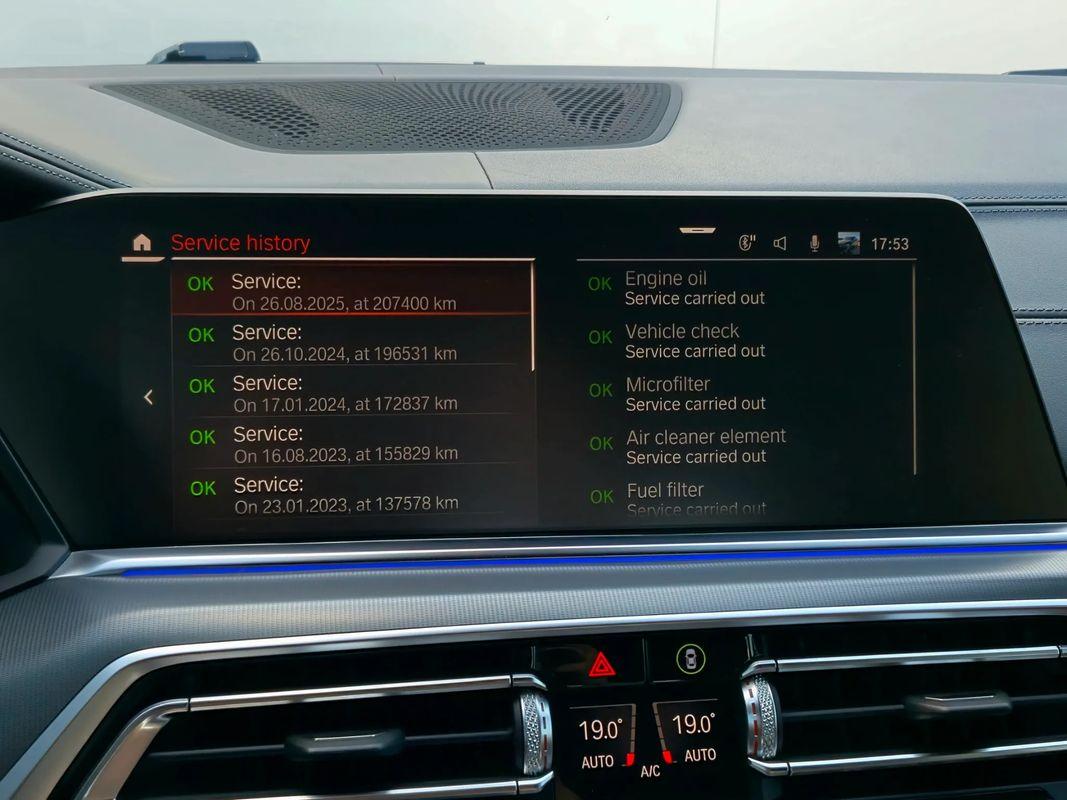 Service history
17:53
OK Service:
On 26.08.2025, at 207400 km
OK Service:
On 26.10.2024, at 196531 km
OK Service:
On 17.01.2024, at 172837 km
OK Service:
On 16.08.2023, at 155829 km
OK Service:
On 23.01.2023, at 137578 km
OK Engine oil
Service carried out
OK Vehicle check
Service carried out
OK Microfilter
Service carried out
OK Air cleaner element
Service carried out
OK Fuel filter
Service carried out
19.0° 19.0°
AUTO A/C AUTO